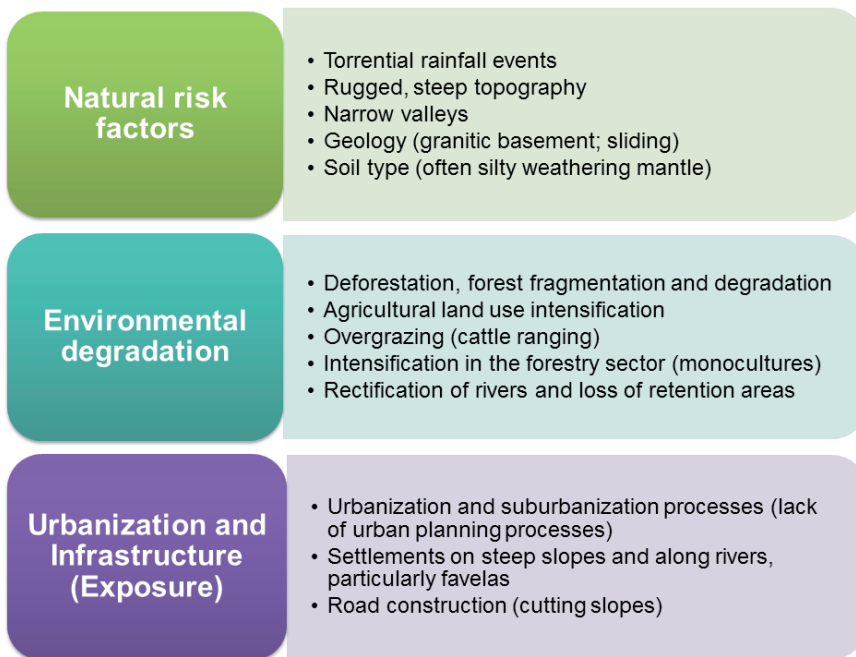 Natural risk
factors
• Torrential rainfall events
• Rugged, steep topography
• Narrow valleys
• Geology (granitic basement; sliding)
• Soil type (often silty weathering mantle)
Environmental
degradation
• Deforestation, forest fragmentation and degradation
• Agricultural land use intensification
• Overgrazing (cattle ranging)
• Intensification in the forestry sector (monocultures)
• Rectification of rivers and loss of retention areas
Urbanization and
Infrastructure
(Exposure)
• Urbanization and suburbanization processes (lack
of urban planning processes)
• Settlements on steep slopes and along rivers,
particularly favelas
• Road construction (cutting slopes)